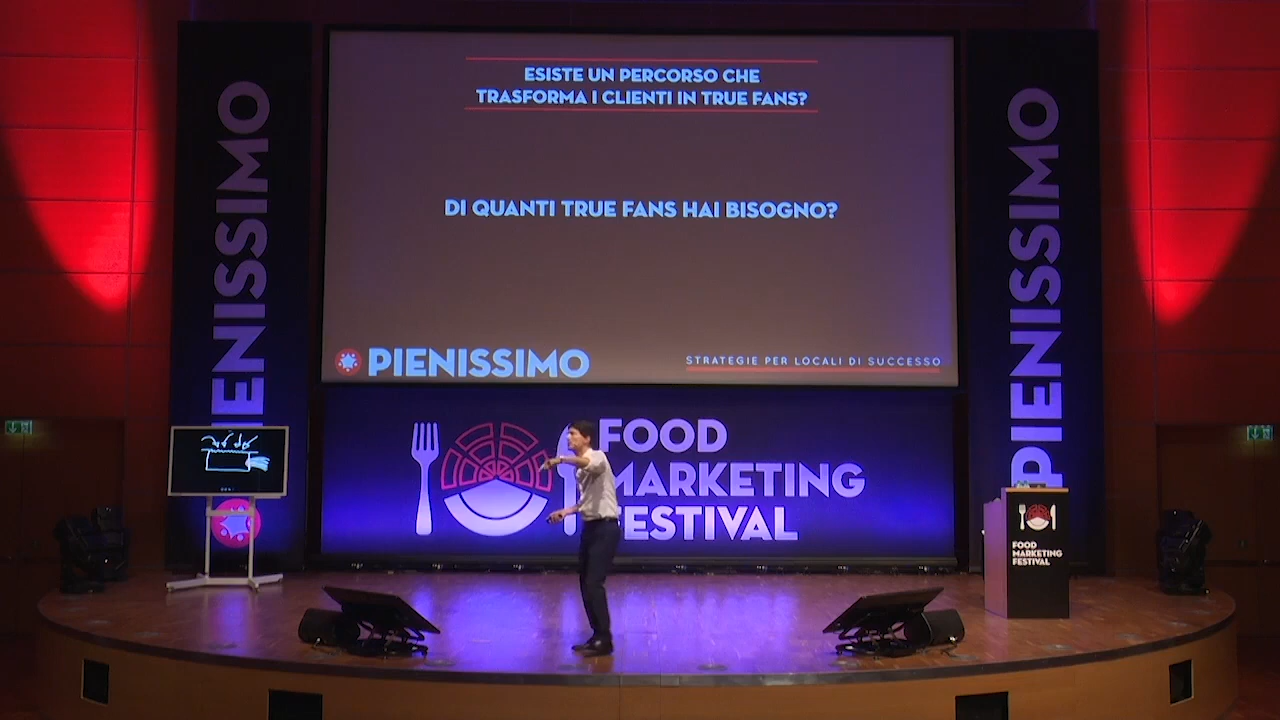 ESISTE UN PERCORSO CHE
TRASFORMA I CLIENTI IN TRUE FANS?
DI QUANTI TRUE FANS HAI BISOGNO?
PIENISSIMO
STRATEGIE PER LOCALI DI SUCCESSO
PIENISSIMO
PIENISSIMO
FOOD
MARKETING
FESTIVAL
FOOD
MARKETING
FESTIVAL